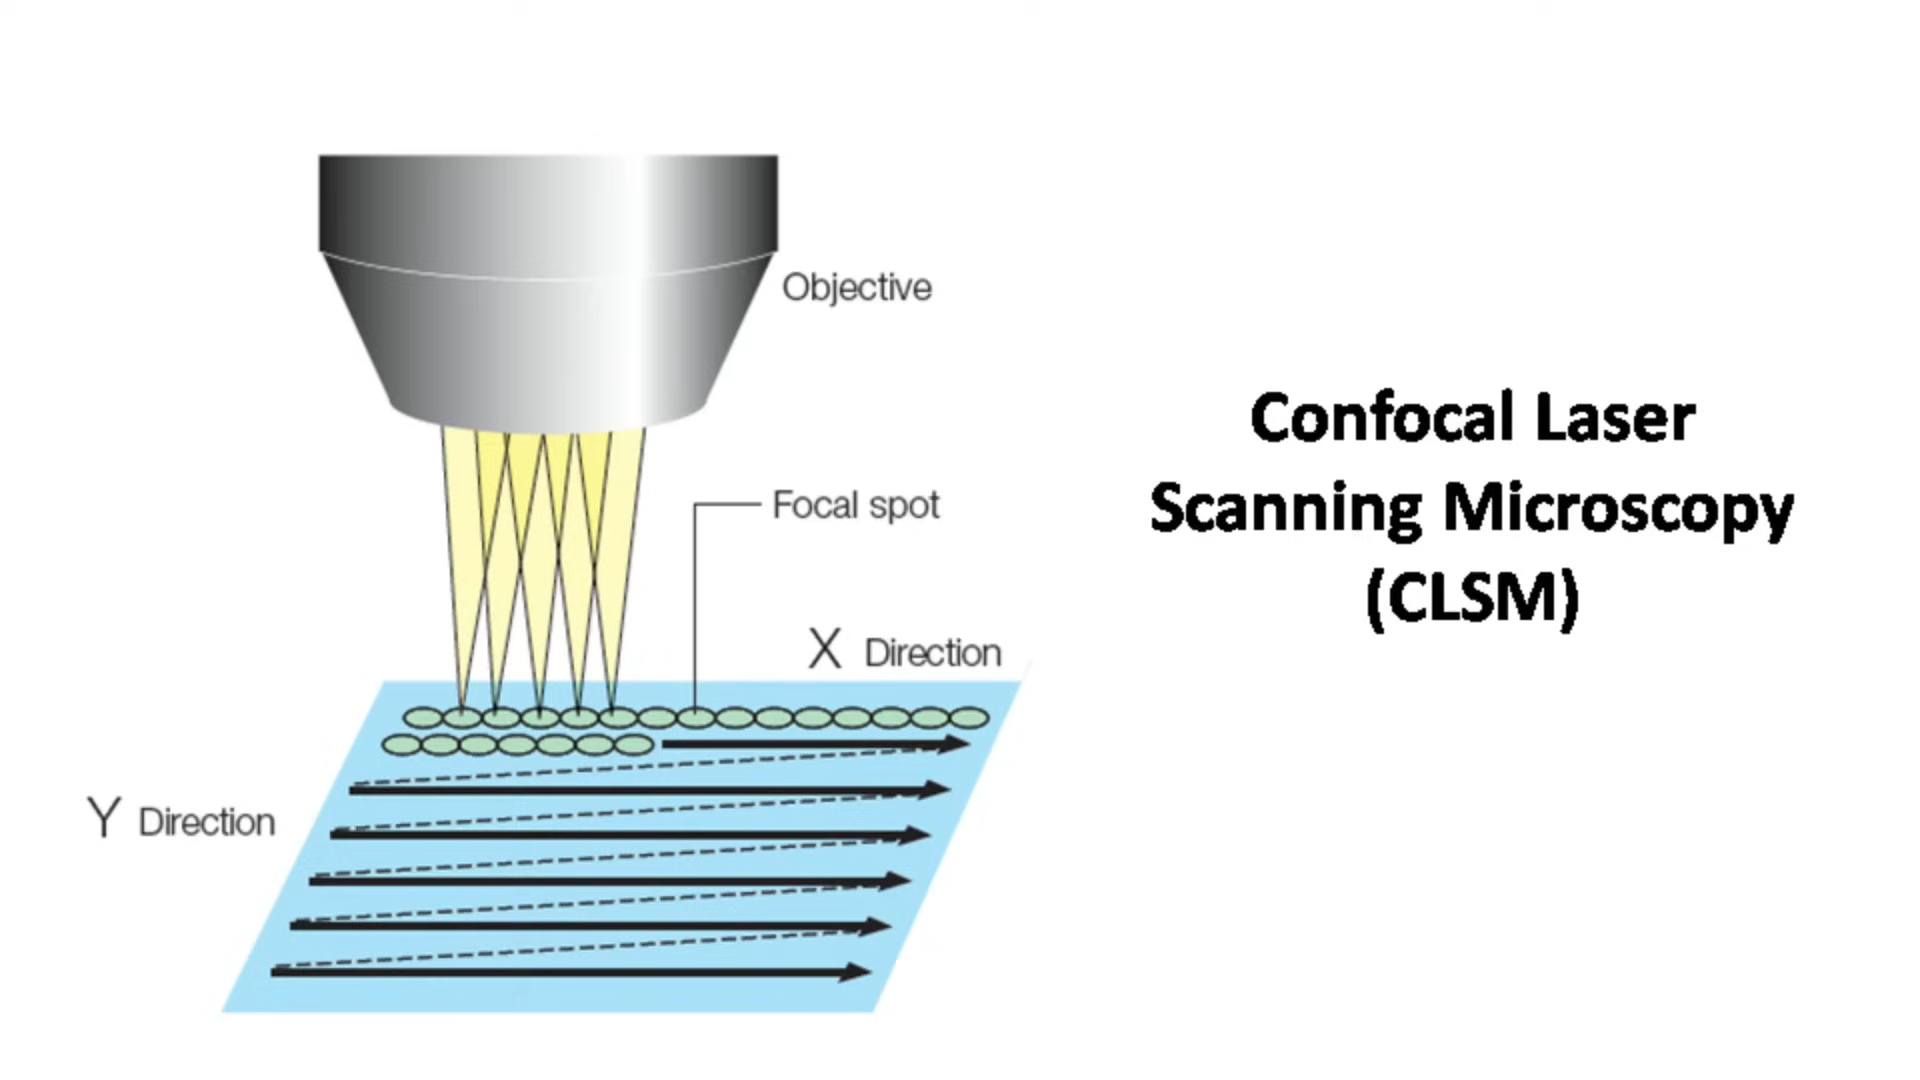 Objective
Focal spot
X Direction
Y Direction
Confocal Laser
Scanning Microscopy
(CLSM)